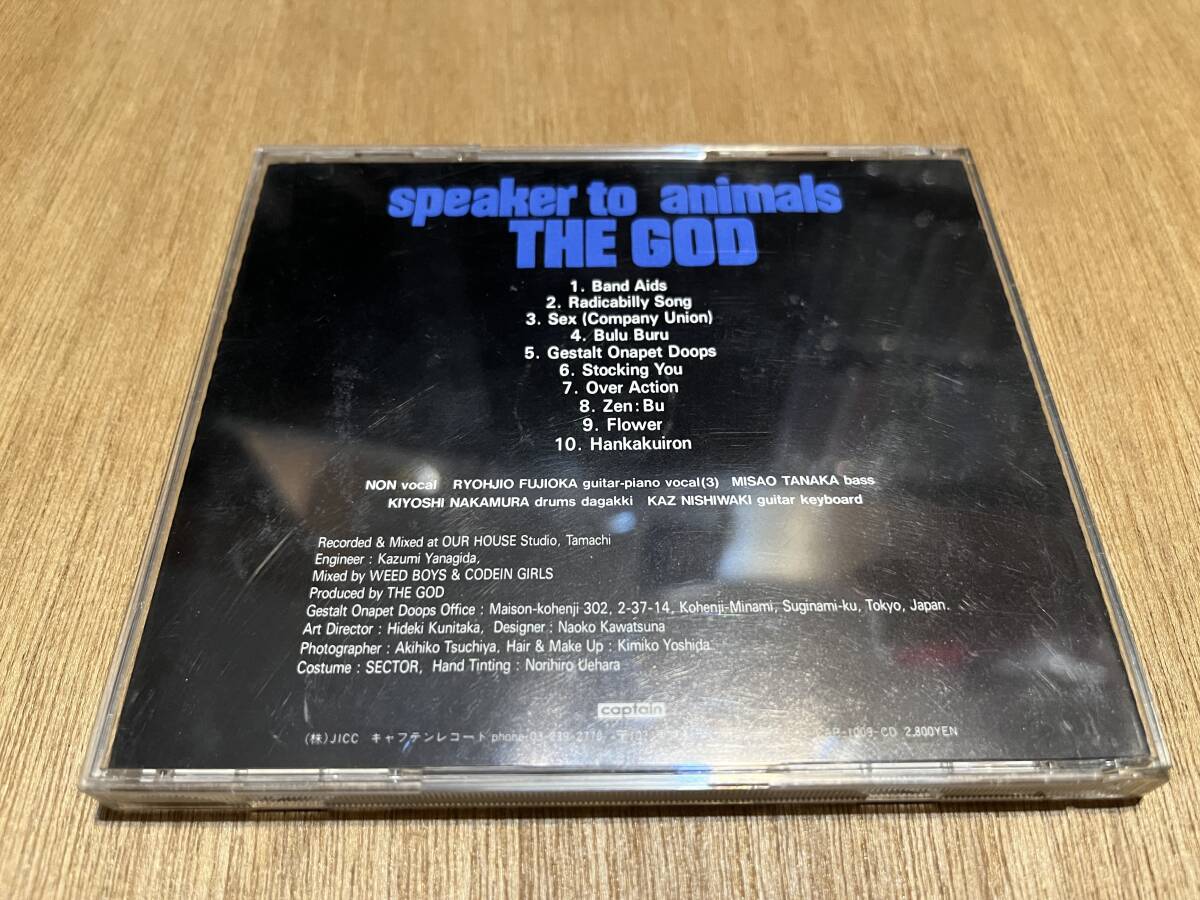 speaker to animals
THE GOD
1. Band Aids
2. Radicabilly Song
3. Sex (Company Union)
4. Bulu Buru
5. Gestalt Onapet Doops
6. Stocking You
7. Over Action
8. Zen:Bu
9. Flower
10. Hankakuiron
NON vocal RYOHJIO FUJIOKA guitar-piano vocal(3) MISAO TANAKA bass
KIYOSHI NAKAMURA drums dagakki KAZ NISHIWAKI guitar keyboard
Recorded & Mixed at OUR HOUSE Studio, Tamachi
Engineer : Kazumi Yanagida,
Mixed by WEED BOYS & CODEIN GIRLS
Produced by THE GOD
Gestalt Onapet Doops Office : Maison-kohenji 302, 2-37-14, Kohenji-Minami, Suginami-ku, Tokyo, Japan.
Art Director : Hideki Kunitaka, Designer : Naoko Kawatsuna
Photographer : Akihiko Tsuchiya, Hair & Make Up : Kimiko Yoshida
Costume : SECTOR, Hand Tinting : Norihiro Uehara
captain
(株)JICC キャプテンレコード phone 2,800YEN